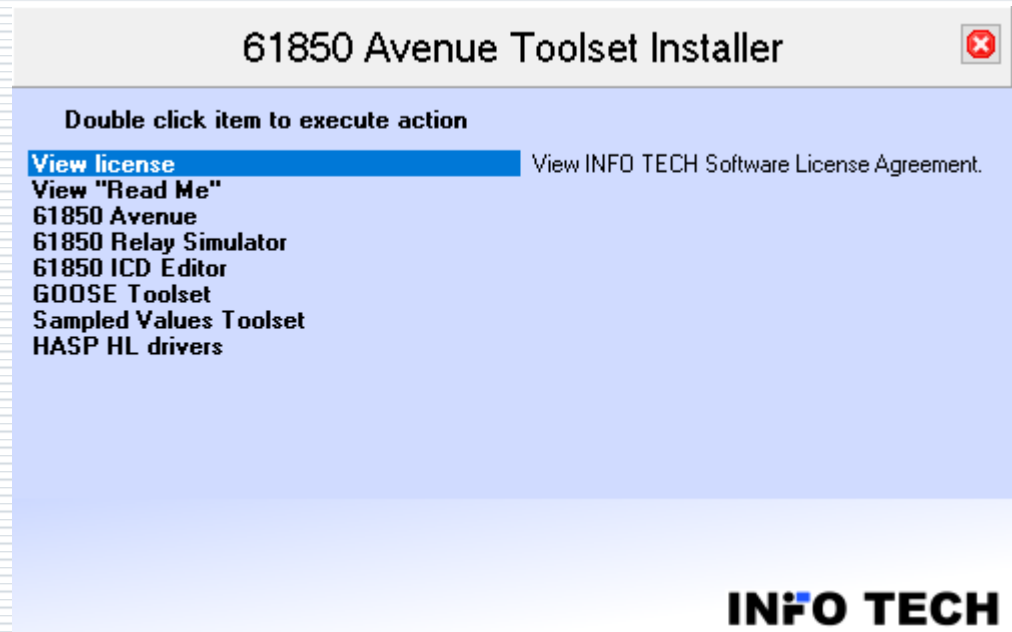 61850 Avenue Toolset Installer
Double click item to execute action
View license
View INFO TECH Software License Agreement.
View "Read Me"
61850 Avenue
61850 Relay Simulator
61850 ICD Editor
GOOSE Toolset
Sampled Values Toolset
HASP HL drivers
INFO TECH